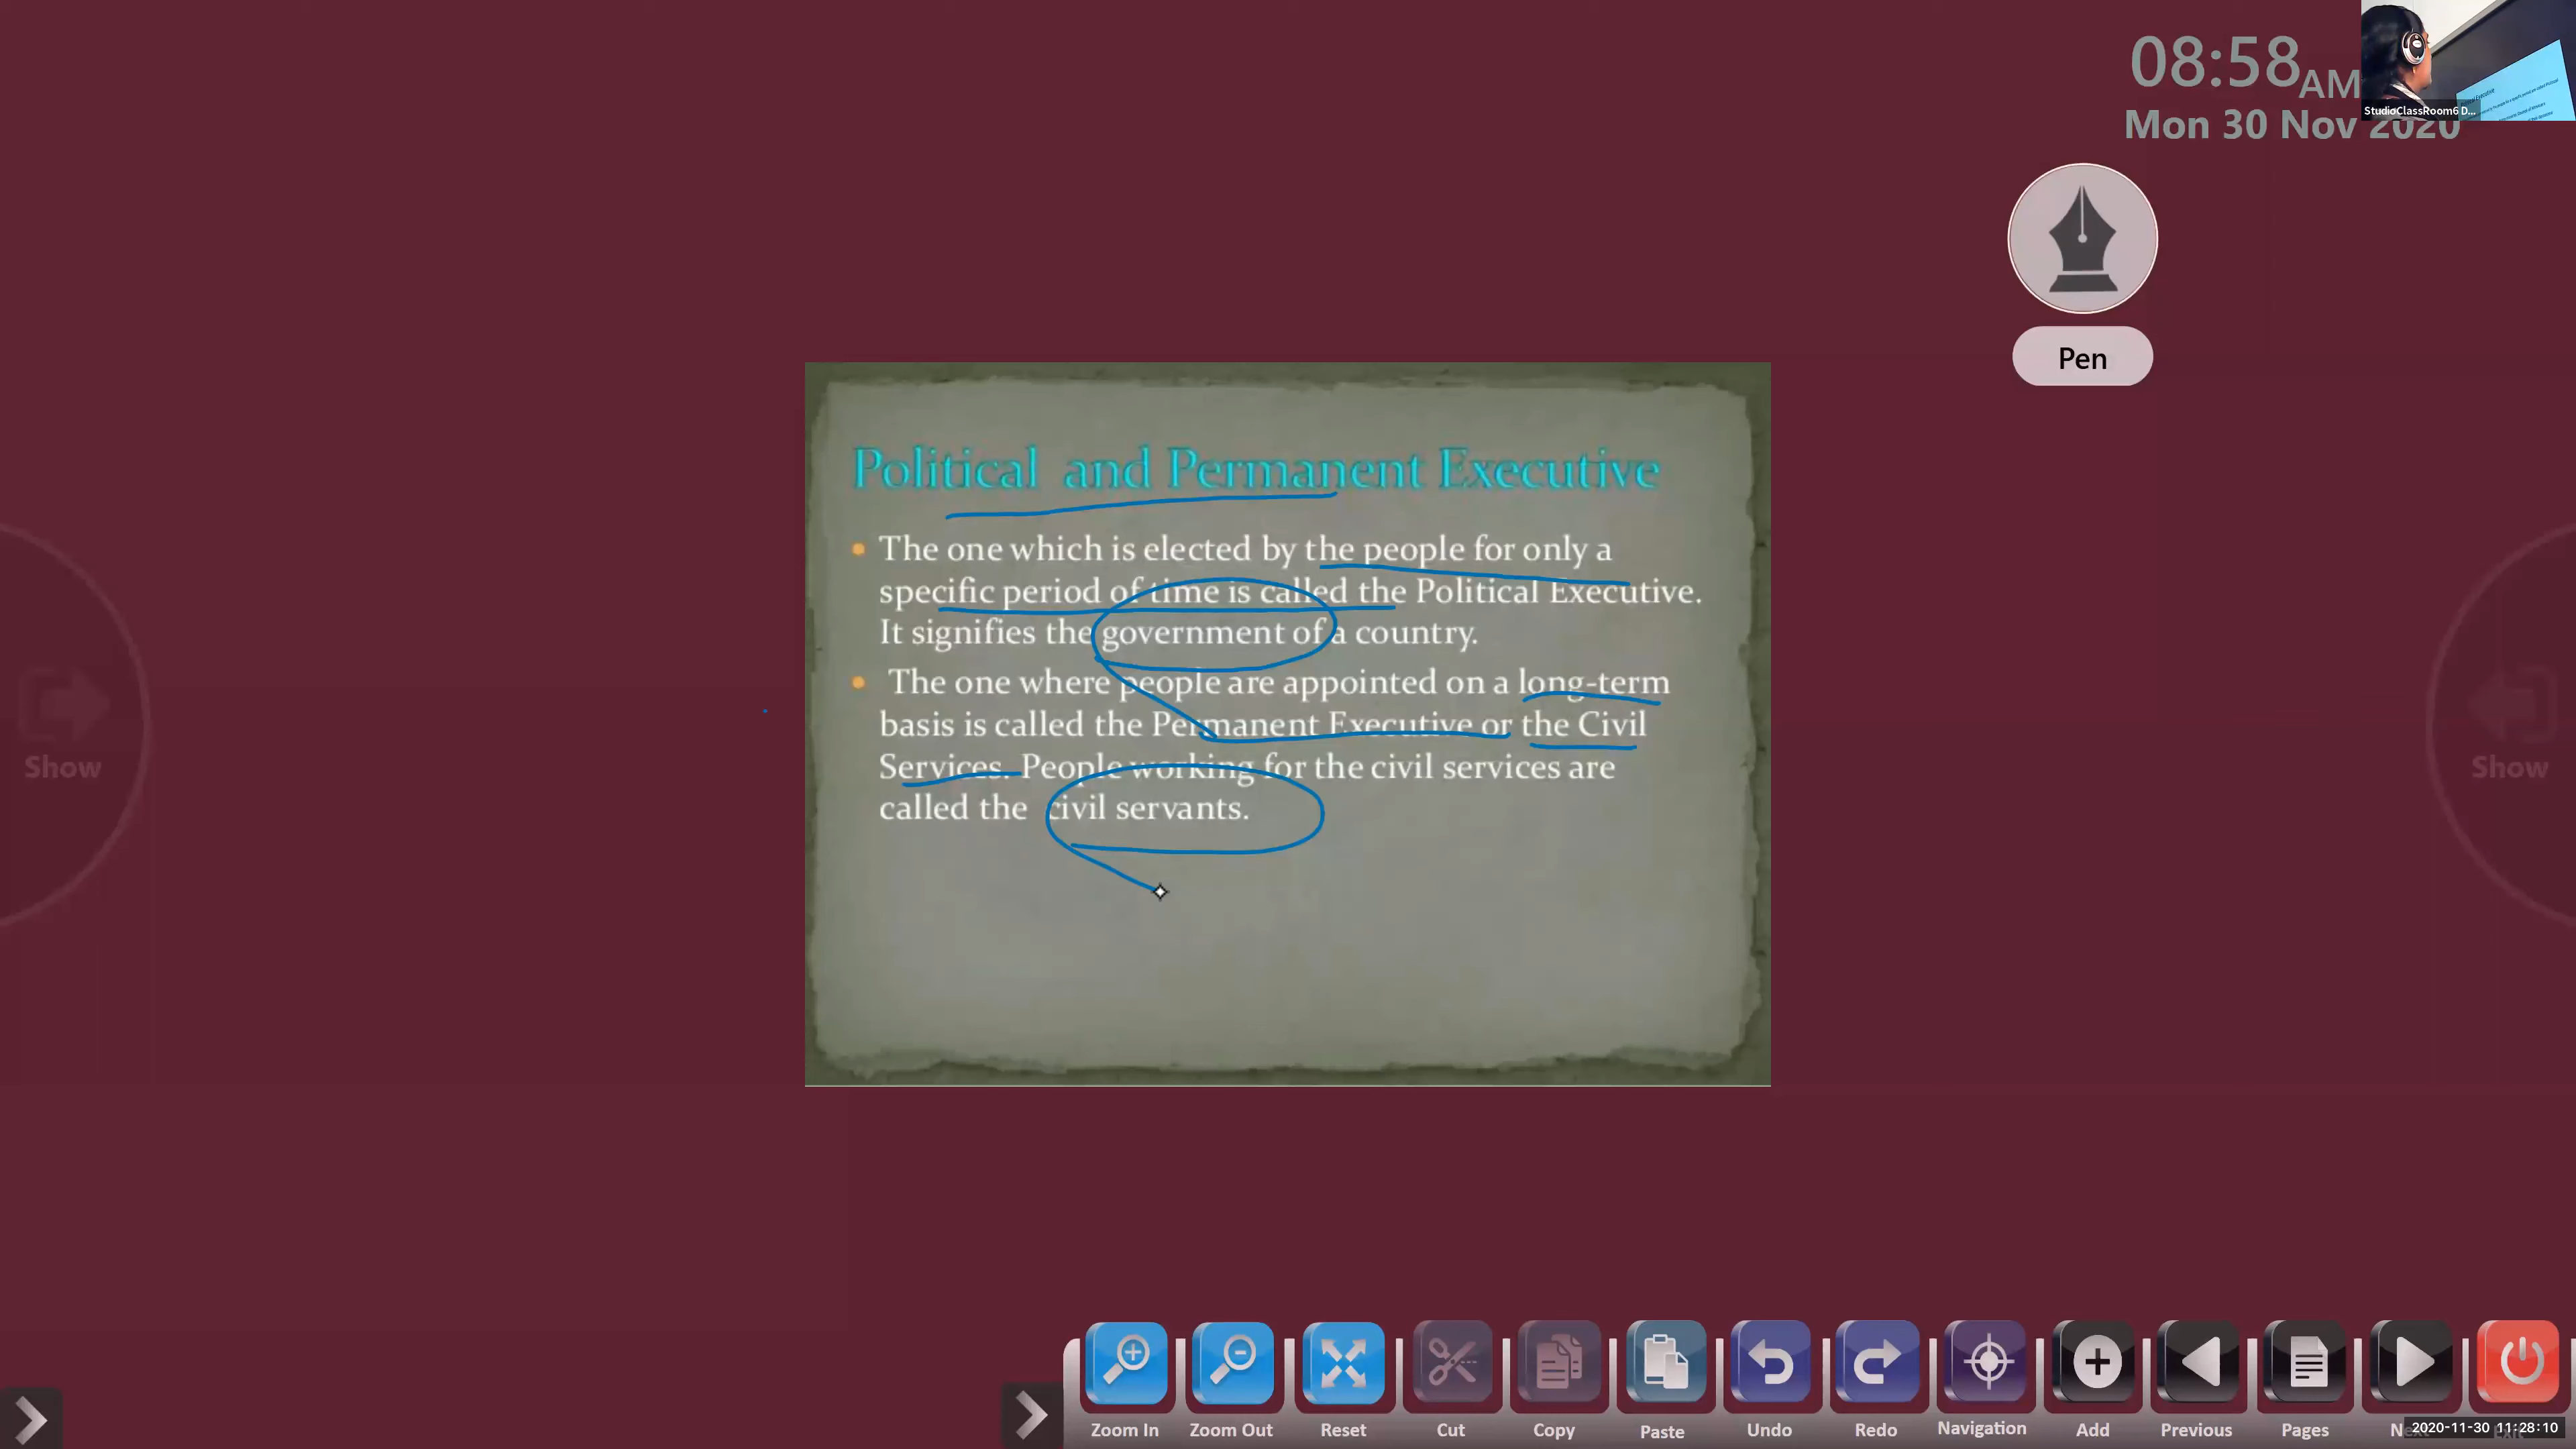 08:58 AM
Mon 30 Nov 2020
StudioClassRoom6 D...
Pen
Political and Permanent Executive
• The one which is elected by the people for only a
specific period of time is called the Political Executive.
It signifies the government of a country.
• The one where people are appointed on a long-term
basis is called the Permanent Executive or the Civil
Services. People working for the civil services are
called the civil servants.
Show
Show
Zoom In Zoom Out Reset Cut Copy Paste Undo Redo Navigation Add Previous Pages
2020-11-30 11:28:10